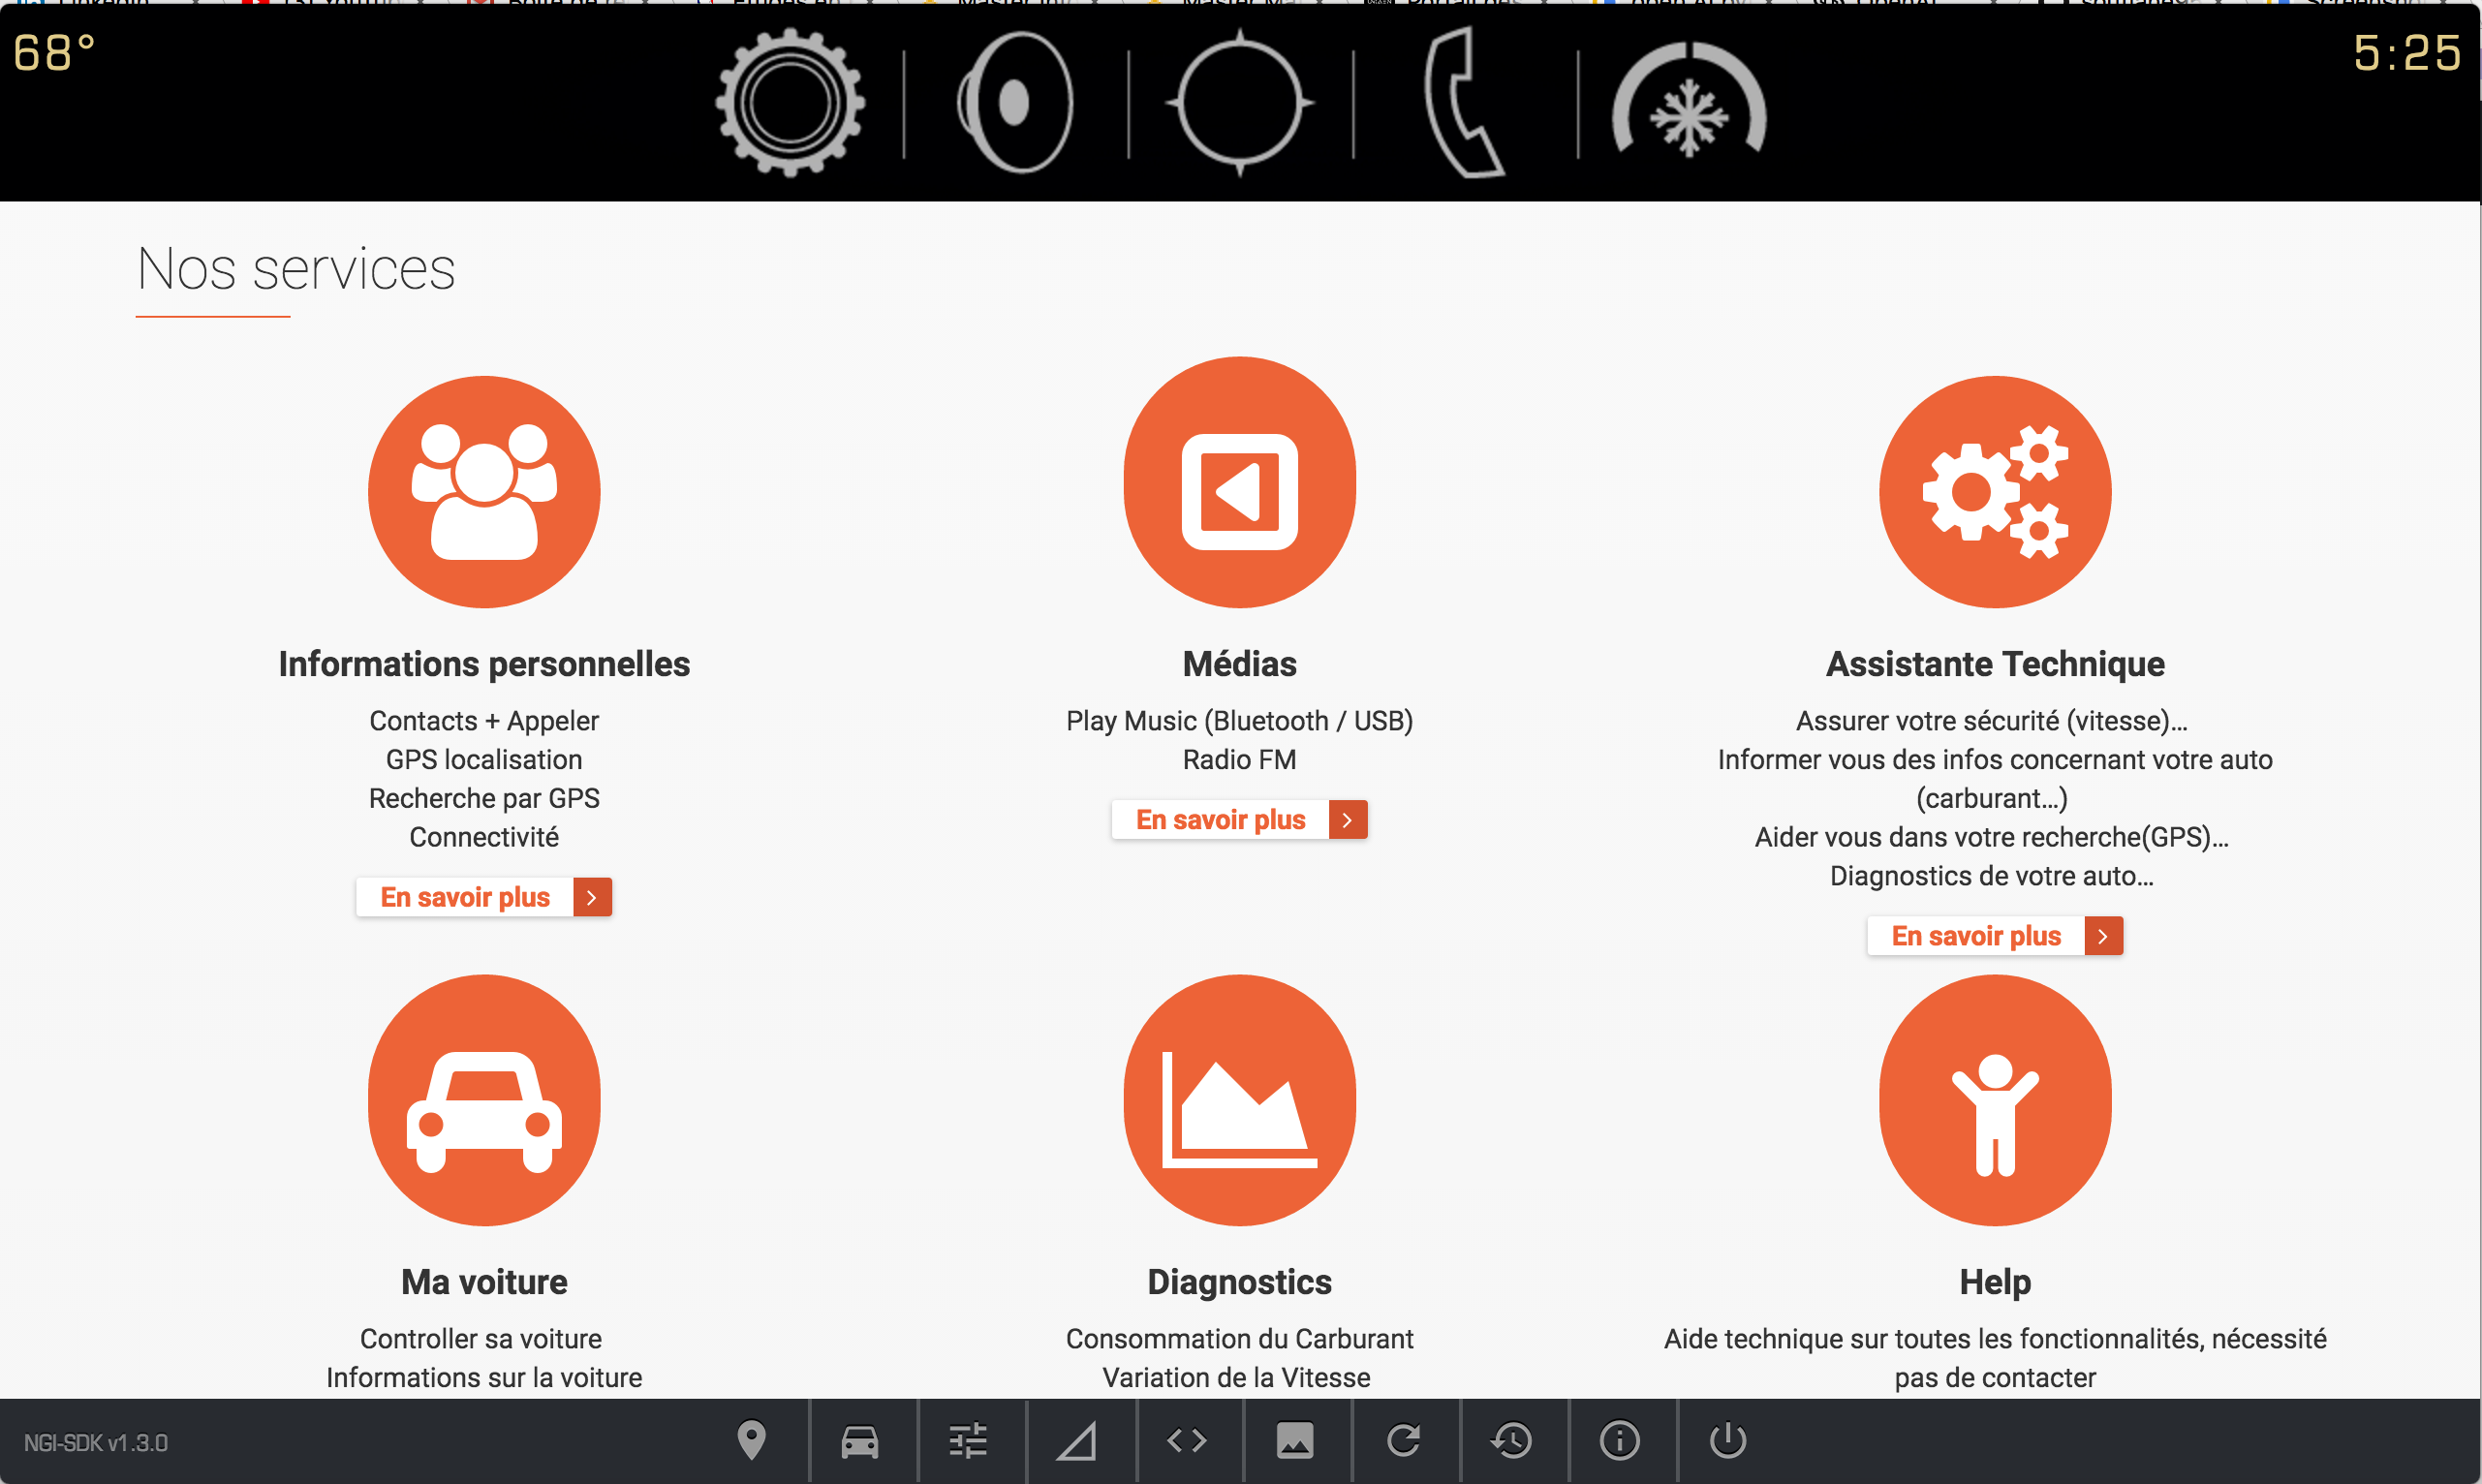 68°
5:25
Nos services
Informations personnelles
Contacts + Appeler
GPS localisation
Recherche par GPS
Connectivité
En savoir plus
Médias
Play Music (Bluetooth / USB)
Radio FM
En savoir plus
Assistante Technique
Assurer votre sécurité (vitesse)...
Informer vous des infos concernant votre auto
(carburant...)
Aider vous dans votre recherche(GPS)...
Diagnostics de votre auto...
En savoir plus
Ma voiture
Controller sa voiture
Informations sur la voiture
Diagnostics
Consommation du Carburant
Variation de la Vitesse
Help
Aide technique sur toutes les fonctionnalités, nécessité
pas de contacter
NGI-SDK v1.3.0